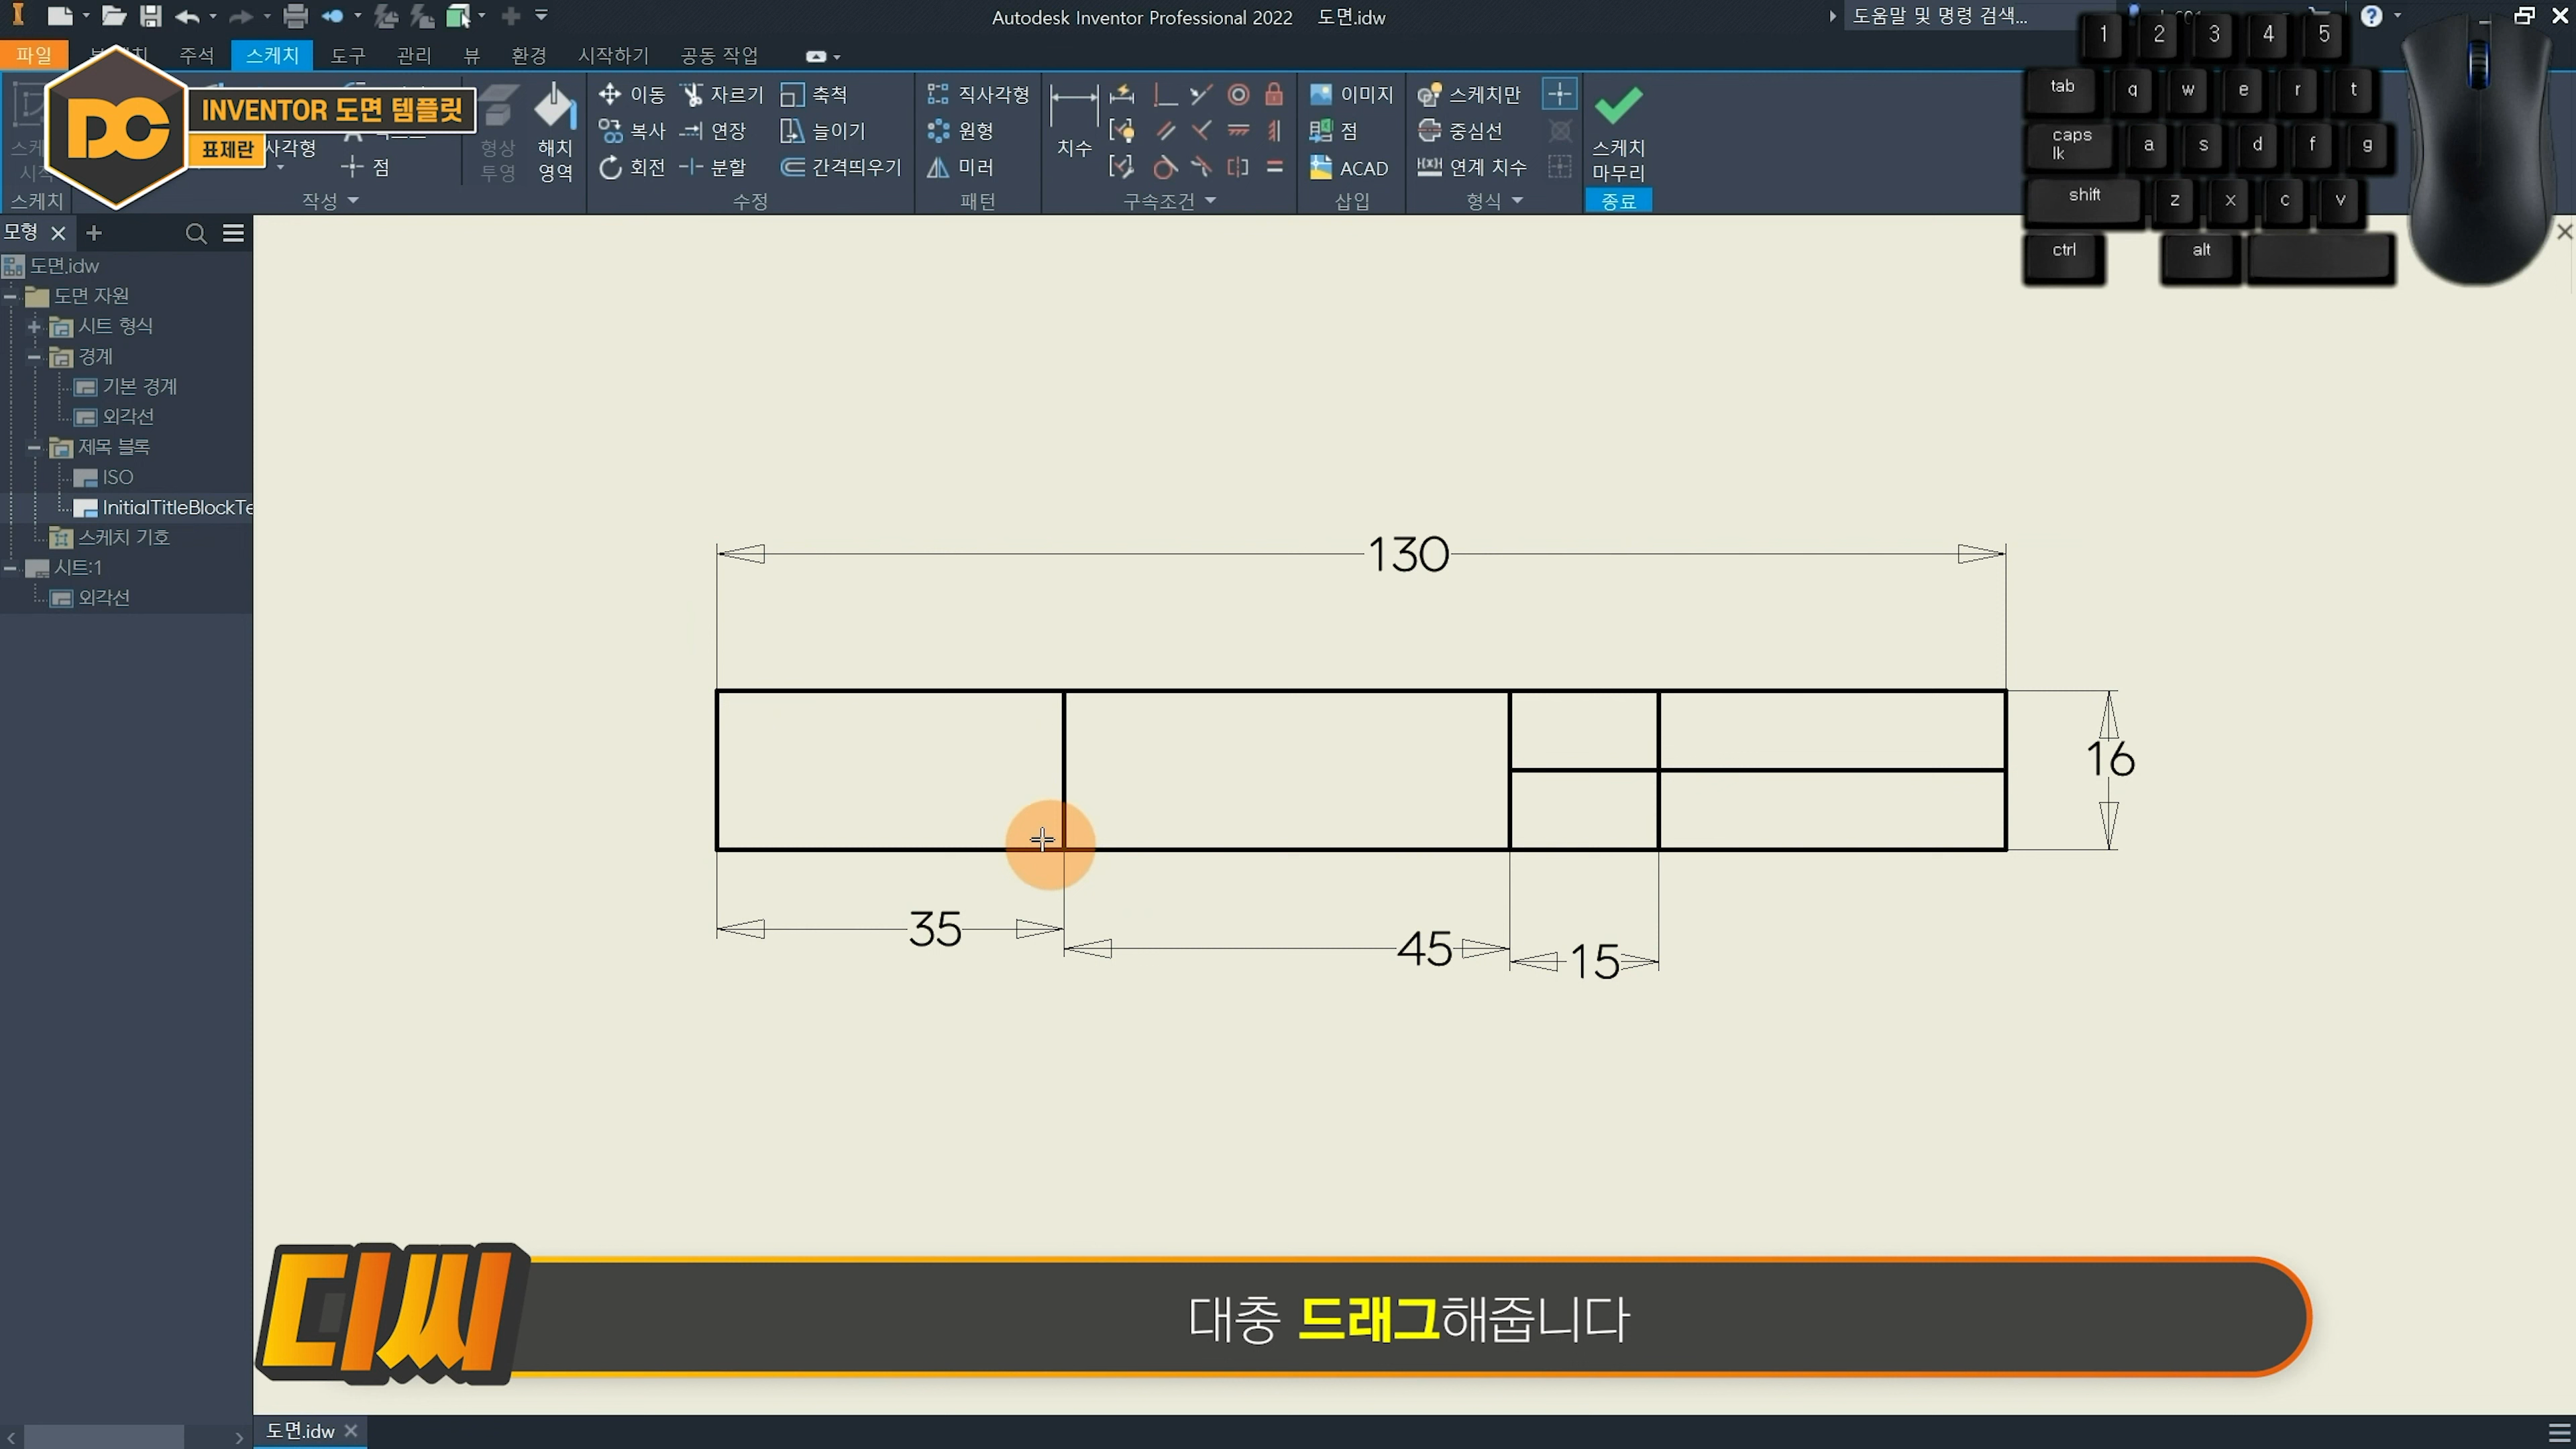 Autodesk Inventor Professional 2022 도면.idw
도움말 및 명령 검색...
파일 주석 스케치 도구 관리 뷰 환경 시작하기 공동 작업
DC
INVENTOR 도면 템플릿
표제란
사각형
점
형상
투영
해치
영역
이동 자르기 축척
복사 연장 늘이기
회전 분할 간격띄우기
직사각형
원형
미러
치수
이미지
점
ACAD
스케치만
중심선
연계 치수
스케치
마무리
스케치 작성 수정 패턴 구속조건 삽입 형식 종료
1 2 3 4 5
tab q w e r t
caps lk a s d f g
shift z x c v
ctrl alt
모형
도면.idw
도면 자원
시트 형식
경계
기본 경계
외각선
제목 블록
ISO
InitialTitleBlockTe
스케치 기호
시트:1
외각선
130
16
35
45
15
디씨
대충 드래그해줍니다
도면.idw